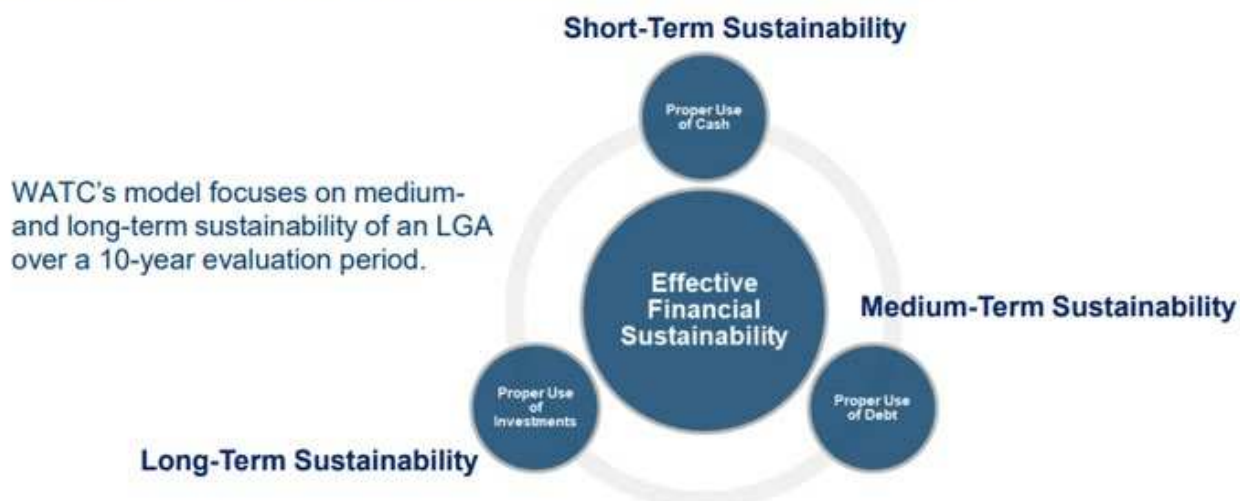 Short-Term Sustainability
Proper Use
of Cash
WATC's model focuses on medium-
and long-term sustainability of an LGA
over a 10-year evaluation period.
Effective
Financial
Sustainability
Medium-Term Sustainability
Proper Use
of
Investments
Proper Use
of Debt
Long-Term Sustainability